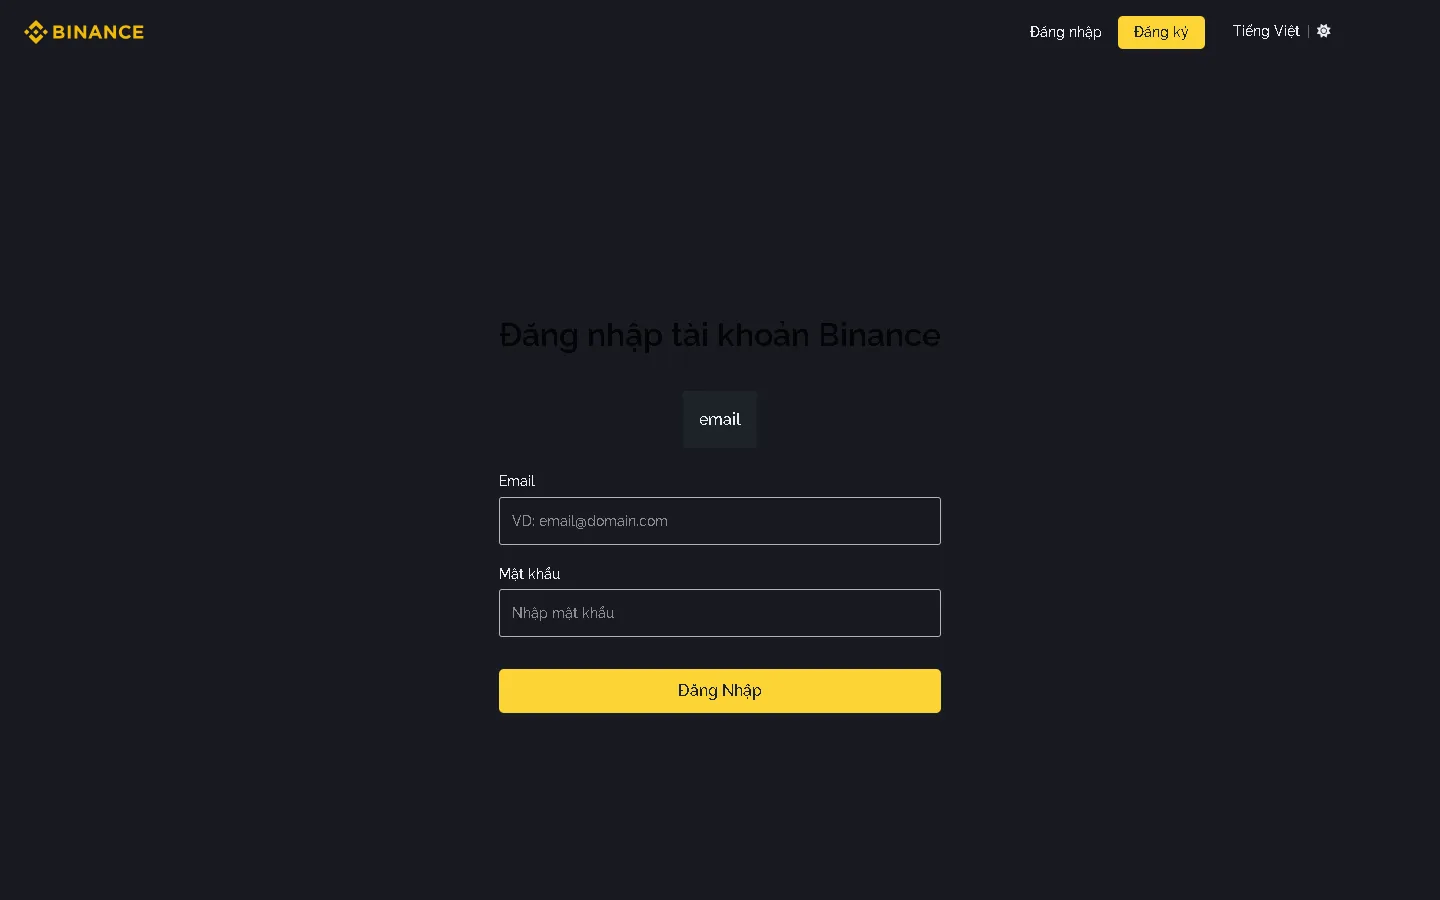 BINANCE
Đăng nhập
Đăng ký
Tiếng Việt
Đăng nhập tài khoản Binance
email
Email
VD: email@domain.com
Mật khẩu
Nhập mật khẩu
Đăng Nhập